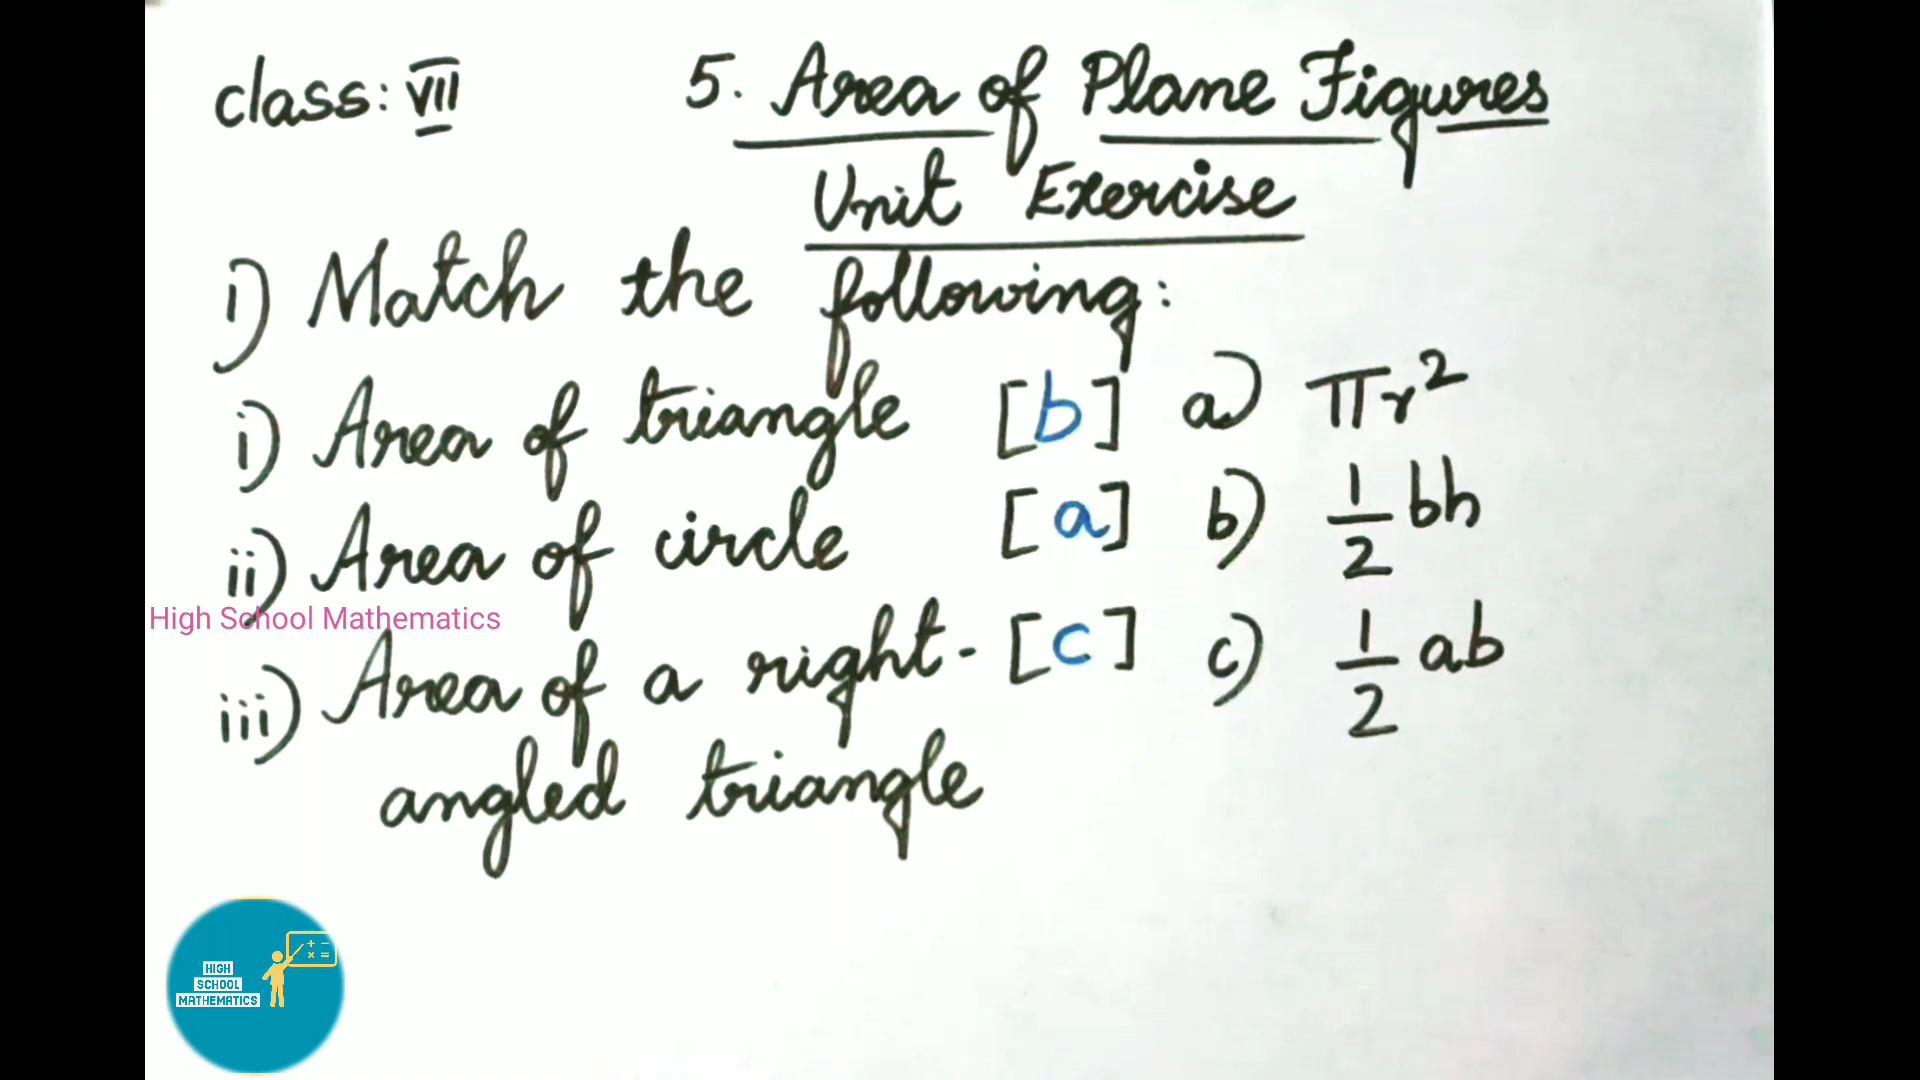 class: VII 5. Area of Plane Figures
Unit Exercise
i) Match the following:
i) Area of triangle [b] a) πr²
ii) Area of circle [a] b) 1/2 bh
High School Mathematics
iii) Area of a right- [c] c) 1/2 ab
angled triangle
HIGH
SCHOOL
MATHEMATICS